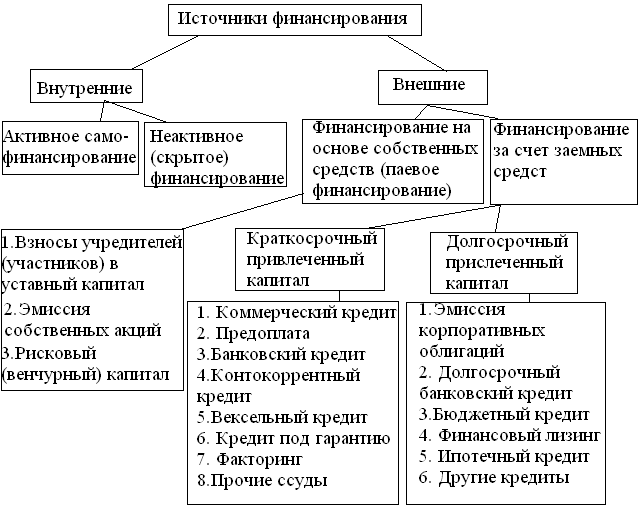 Источники финансирования
Внутренние
Внешние
Активное само-
финансирование
Неактивное
(скрытое)
финансирование
Финансирование на
основе собственных
средств (паевое
финансирование)
Финансирование
за счет заемных
средст
1.Взносы учредителей
(участников) в
уставный капитал
2.Эмиссия
собственных акций
3.Рисковый
(венчурный) капитал
Краткосрочный
привлеченный
капитал
Долгосрочный
прислеченный
капитал
1. Коммерческий кредит
2. Предоплата
3.Банковский кредит
4.Контокоррентный
кредит
5.Вексельный кредит
6. Кредит под гарантию
7. Факторинг
8.Прочие ссуды
1.Эмиссия
корпоративных
облигаций
2. Долгосрочный
банковский кредит
3.Бюджетный кредит
4. Финансовый лизинг
5. Ипотечный кредит
6. Другие кредиты